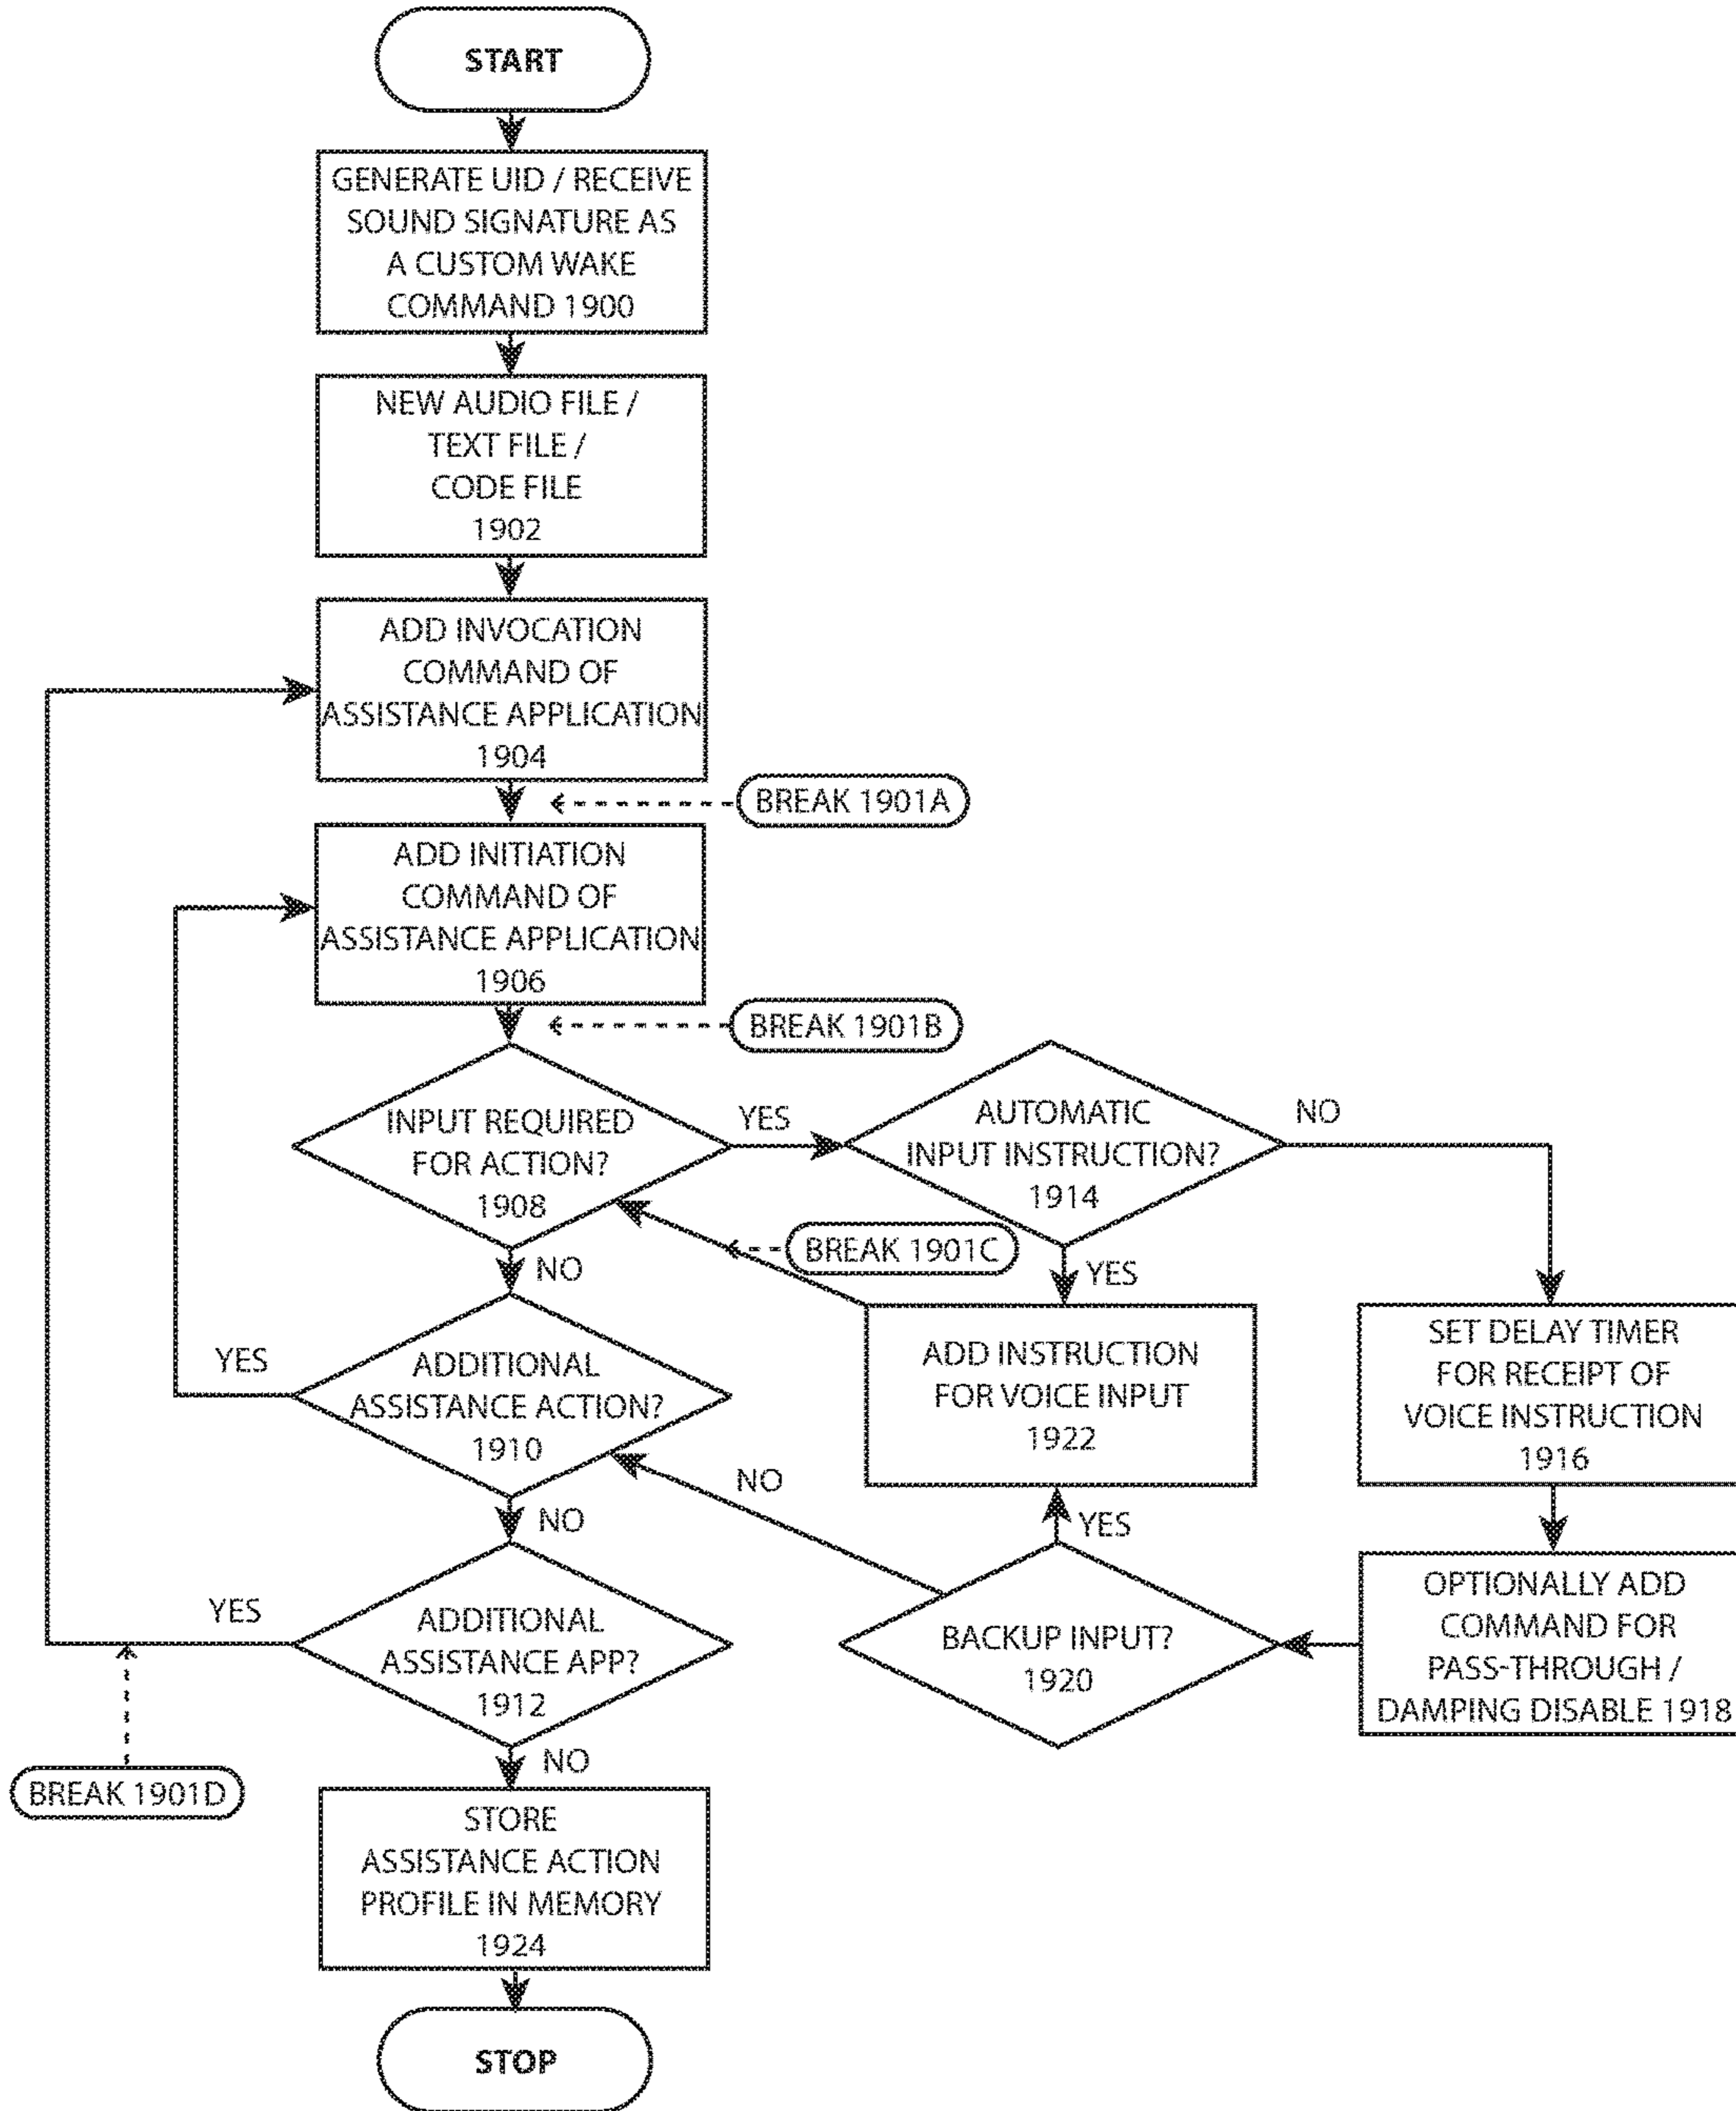 START
GENERATE UID / RECEIVE
SOUND SIGNATURE AS
A CUSTOM WAKE
COMMAND 1900
NEW AUDIO FILE /
TEXT FILE /
CODE FILE
1902
ADD INVOCATION
COMMAND OF
ASSISTANCE APPLICATION
1904
BREAK 1901A
ADD INITIATION
COMMAND OF
ASSISTANCE APPLICATION
1906
BREAK 1901B
INPUT REQUIRED
FOR ACTION?
1908
YES
AUTOMATIC
INPUT INSTRUCTION?
1914
NO
BREAK 1901C
NO
YES
ADDITIONAL
ASSISTANCE ACTION?
1910
YES
ADD INSTRUCTION
FOR VOICE INPUT
1922
SET DELAY TIMER
FOR RECEIPT OF
VOICE INSTRUCTION
1916
NO
NO
YES
ADDITIONAL
ASSISTANCE APP?
1912
YES
BACKUP INPUT?
1920
OPTIONALLY ADD
COMMAND FOR
PASS-THROUGH /
DAMPING DISABLE 1918
BREAK 1901D
NO
STORE
ASSISTANCE ACTION
PROFILE IN MEMORY
1924
STOP